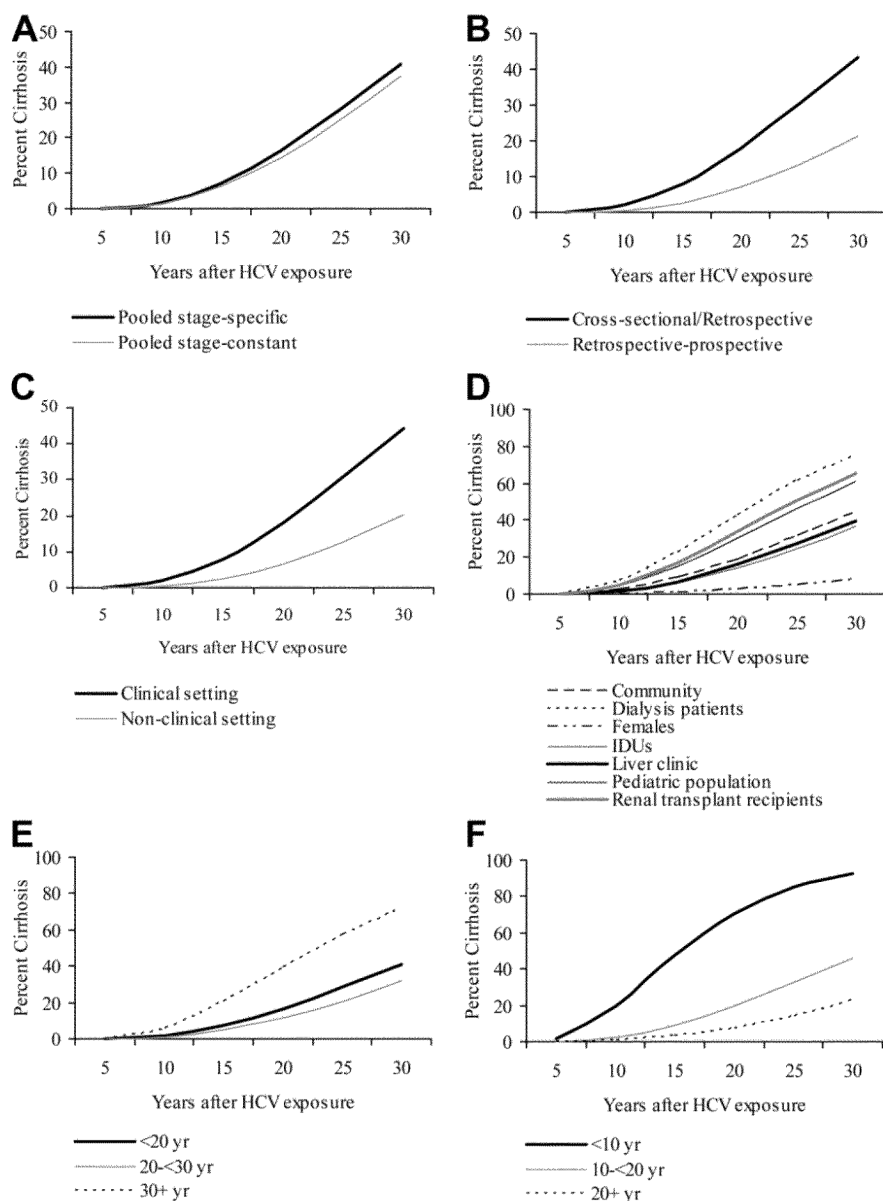 A
Percent Cirrhosis
50
40
30
20
10
0
5 10 15 20 25 30
Years after HCV exposure
Pooled stage-specific
Pooled stage-constant
B
Percent Cirrhosis
50
40
30
20
10
0
5 10 15 20 25 30
Years after HCV exposure
Cross-sectional/Retrospective
Retrospective-prospective
C
Percent Cirrhosis
50
40
30
20
10
0
5 10 15 20 25 30
Years after HCV exposure
Clinical setting
Non-clinical setting
D
Percent Cirrhosis
100
80
60
40
20
0
5 10 15 20 25 30
Years after HCV exposure
Community
Dialysis patients
Females
IDUs
Liver clinic
Pediatric population
Renal transplant recipients
E
Percent Cirrhosis
100
80
60
40
20
0
5 10 15 20 25 30
Years after HCV exposure
<20 yr
20-<30 yr
30+ yr
F
Percent Cirrhosis
100
80
60
40
20
0
5 10 15 20 25 30
Years after HCV exposure
<10 yr
10-<20 yr
20+ yr